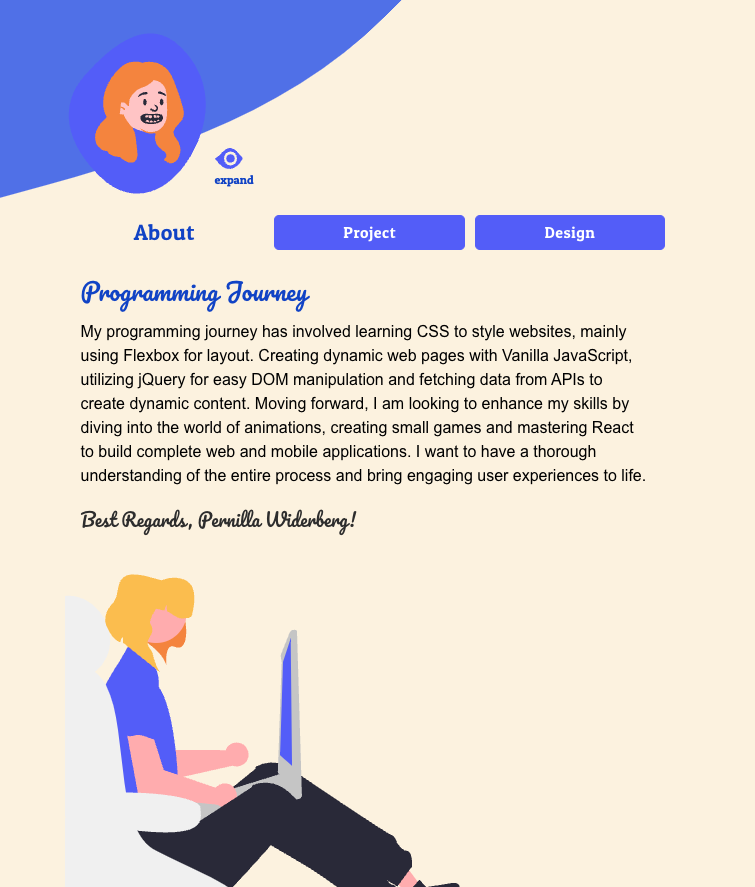 expand
About
Project
Design
Programming Journey
My programming journey has involved learning CSS to style websites, mainly
using Flexbox for layout. Creating dynamic web pages with Vanilla JavaScript,
utilizing jQuery for easy DOM manipulation and fetching data from APIs to
create dynamic content. Moving forward, I am looking to enhance my skills by
diving into the world of animations, creating small games and mastering React
to build complete web and mobile applications. I want to have a thorough
understanding of the entire process and bring engaging user experiences to life.
Best Regards, Pernilla Widerberg!